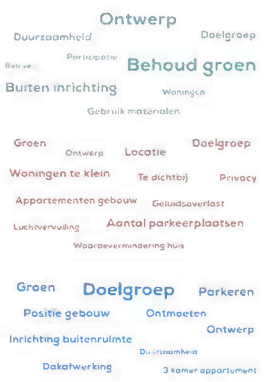 Ontwerp
Duurzaamheid Doelgroep
Participatie
Behoud groen
Buiten inrichting Woningen
Gebruik materialen
Groen Doelgroep
Ontwerp Locatie
Woningen te klein Te dichtbij Privacy
Appartementen gebouw Geluidsoverlast
Luchtvervuiling Aantal parkeerplaatsen
Waardevermindering huis
Groen Doelgroep Parkeren
Positie gebouw Ontmoeten
Ontwerp
Inrichting buitenruimte
Duurzaamheid
Dakafwerking 3 kamer appartement